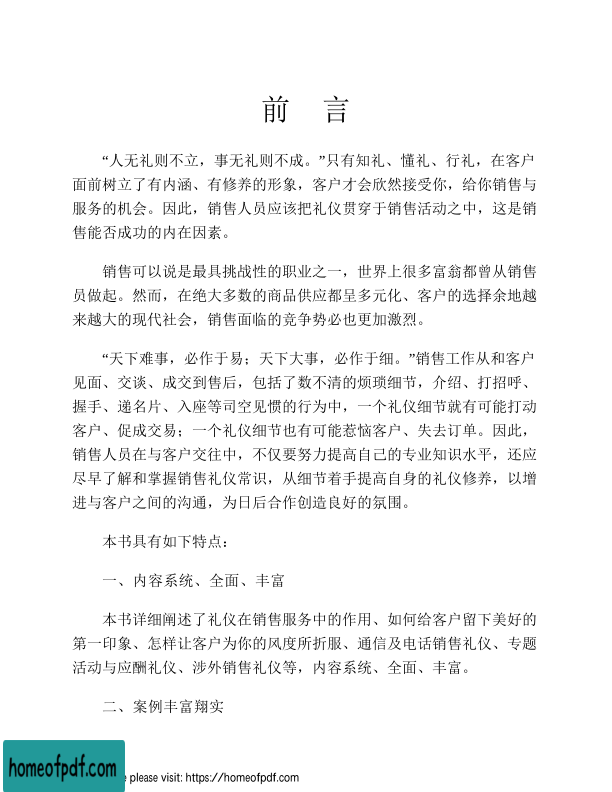 前　言
“人无礼则不立，事无礼则不成。”只有知礼、懂礼、行礼，在客户
面前树立了有内涵、有修养的形象，客户才会欣然接受你，给你销售与
服务的机会。因此，销售人员应该把礼仪贯穿于销售活动之中，这是销
售能否成功的内在因素。
销售可以说是最具挑战性的职业之一，世界上很多富翁都曾从销售
员做起。然而，在绝大多数的商品供应都呈多元化、客户的选择余地越
来越大的现代社会，销售面临的竞争势必也更加激烈。
“天下难事，必作于易；天下大事，必作于细。”销售工作从和客户
见面、交谈、成交到售后，包括了数不清的烦琐细节，介绍、打招呼、
握手、递名片、入座等司空见惯的行为中，一个礼仪细节就有可能打动
客户、促成交易；一个礼仪细节也有可能惹恼客户、失去订单。因此，
销售人员在与客户交往中，不仅要努力提高自己的专业知识水平，还应
尽早了解和掌握销售礼仪常识，从细节着手提高自身的礼仪修养，以增
进与客户之间的沟通，为日后合作创造良好的氛围。
本书具有如下特点：
一、内容系统、全面、丰富
本书详细阐述了礼仪在销售服务中的作用、如何给客户留下美好的
第一印象、怎样让客户为你的风度所折服、通信及电话销售礼仪、专题
活动与应酬礼仪、涉外销售礼仪等，内容系统、全面、丰富。
二、案例丰富翔实
homeofpdf.com
e please visit: https://homeofpdf.com